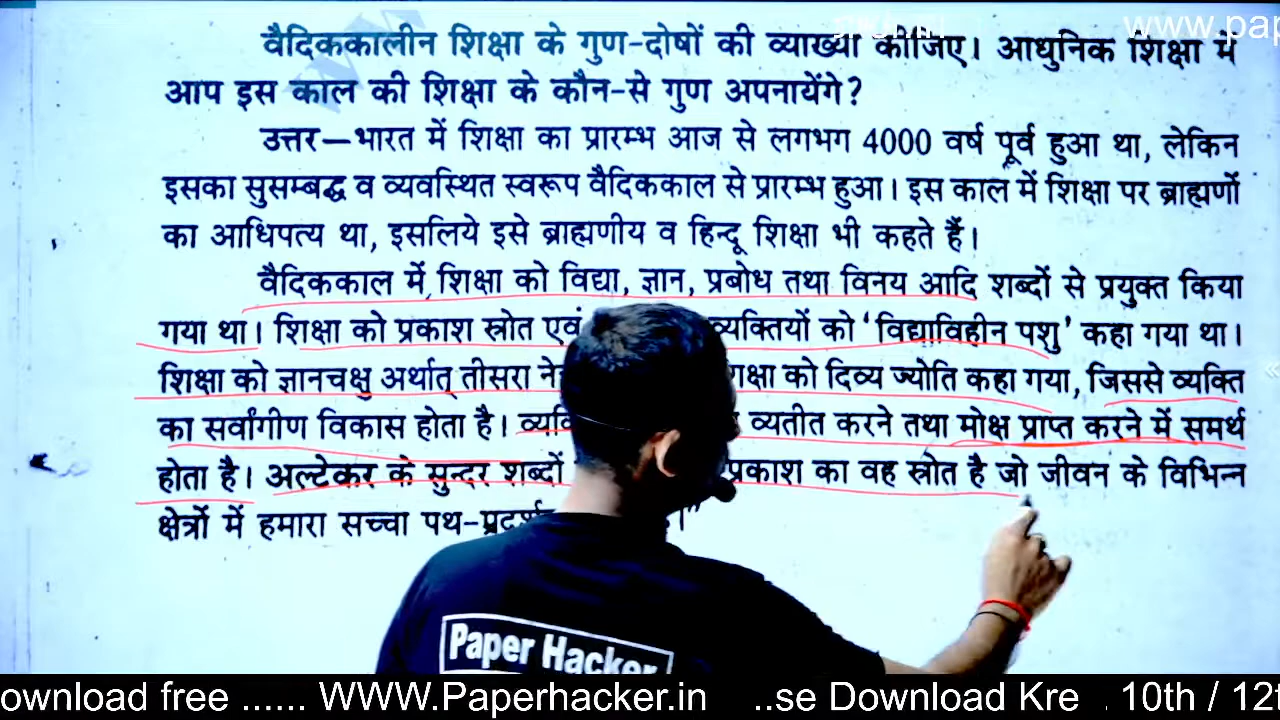 www.pap
वैदिककालीन शिक्षा के गुण-दोषों की व्याख्या कीजिए। आधुनिक शिक्षा में
आप इस काल की शिक्षा के कौन-से गुण अपनायेंगे?
उत्तर—भारत में शिक्षा का प्रारम्भ आज से लगभग 4000 वर्ष पूर्व हुआ था, लेकिन
इसका सुसम्बद्ध व व्यवस्थित स्वरूप वैदिककाल से प्रारम्भ हुआ। इस काल में शिक्षा पर ब्राह्मणों
का आधिपत्य था, इसलिये इसे ब्राह्मणीय व हिन्दू शिक्षा भी कहते हैं।
वैदिककाल में शिक्षा को विद्या, ज्ञान, प्रबोध तथा विनय आदि शब्दों से प्रयुक्त किया
गया था। शिक्षा को प्रकाश स्रोत एवं व्यक्तियों को 'विद्याविहीन पशु' कहा गया था।
शिक्षा को ज्ञानचक्षु अर्थात् तीसरा को दिव्य ज्योति कहा गया, जिससे व्यक्ति
का सर्वांगीण विकास होता है। व्यतीत करने तथा मोक्ष प्राप्त करने में समर्थ
होता है। अल्टेकर के सुन्दर शब्दों प्रकाश का वह स्रोत है जो जीवन के विभिन्न
क्षेत्रों में हमारा सच्चा ।"
Paper Hacker
ownload free ...... WWW.Paperhacker.in ..se Download Kre . 10th / 12t